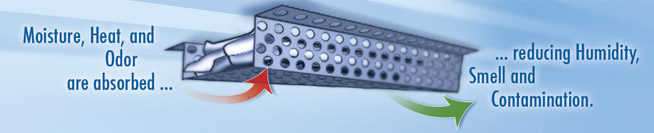 Moisture, Heat, and
Odor
are absorbed ...
... reducing Humidity,
Smell and
Contamination.